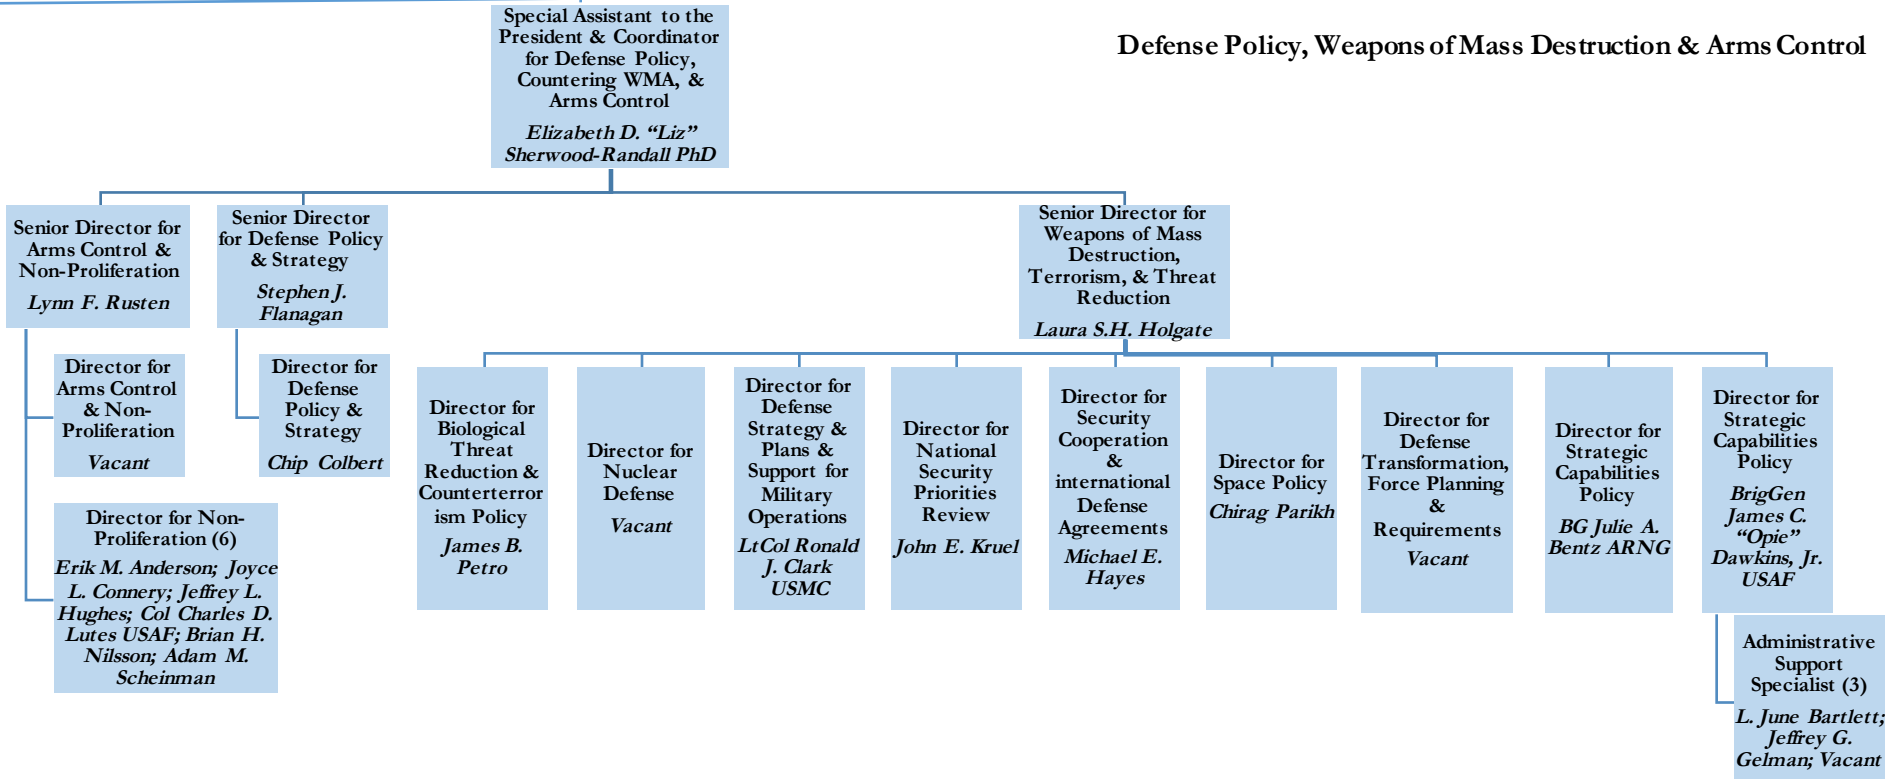 Defense Policy, Weapons of Mass Destruction & Arms Control
Special Assistant to the
President & Coordinator
for Defense Policy,
Countering WMA, &
Arms Control
Elizabeth D. “Liz”
Sherwood-Randall PhD
Senior Director for
Arms Control &
Non-Proliferation
Lynn F. Rusten
Senior Director
for Defense Policy
& Strategy
Stephen J.
Flanagan
Senior Director for
Weapons of Mass
Destruction,
Terrorism, & Threat
Reduction
Laura S.H. Holgate
Director for
Arms Control
& Non-
Proliferation
Vacant
Director for
Defense
Policy &
Strategy
Chip Colbert
Director for
Biological
Threat
Reduction &
Counterterror
ism Policy
James B.
Petro
Director for
Nuclear
Defense
Vacant
Director for
Defense
Strategy &
Plans &
Support for
Military
Operations
LtCol Ronald
J. Clark
USMC
Director for
National
Security
Priorities
Review
John E. Kruel
Director for
Security
Cooperation
&
international
Defense
Agreements
Michael E.
Hayes
Director for
Space Policy
Chirag Parikh
Director for
Defense
Transformation,
Force Planning
&
Requirements
Vacant
Director for
Strategic
Capabilities
Policy
BG Julie A.
Bentz ARNG
Director for
Strategic
Capabilities
Policy
BrigGen
James C.
“Opie”
Dawkins, Jr.
USAF
Director for Non-
Proliferation (6)
Erik M. Anderson; Joyce
L. Connery; Jeffrey L.
Hughes; Col Charles D.
Lutes USAF; Brian H.
Nilsson; Adam M.
Scheinman
Administrative
Support
Specialist (3)
L. June Bartlett;
Jeffrey G.
Gelman; Vacant